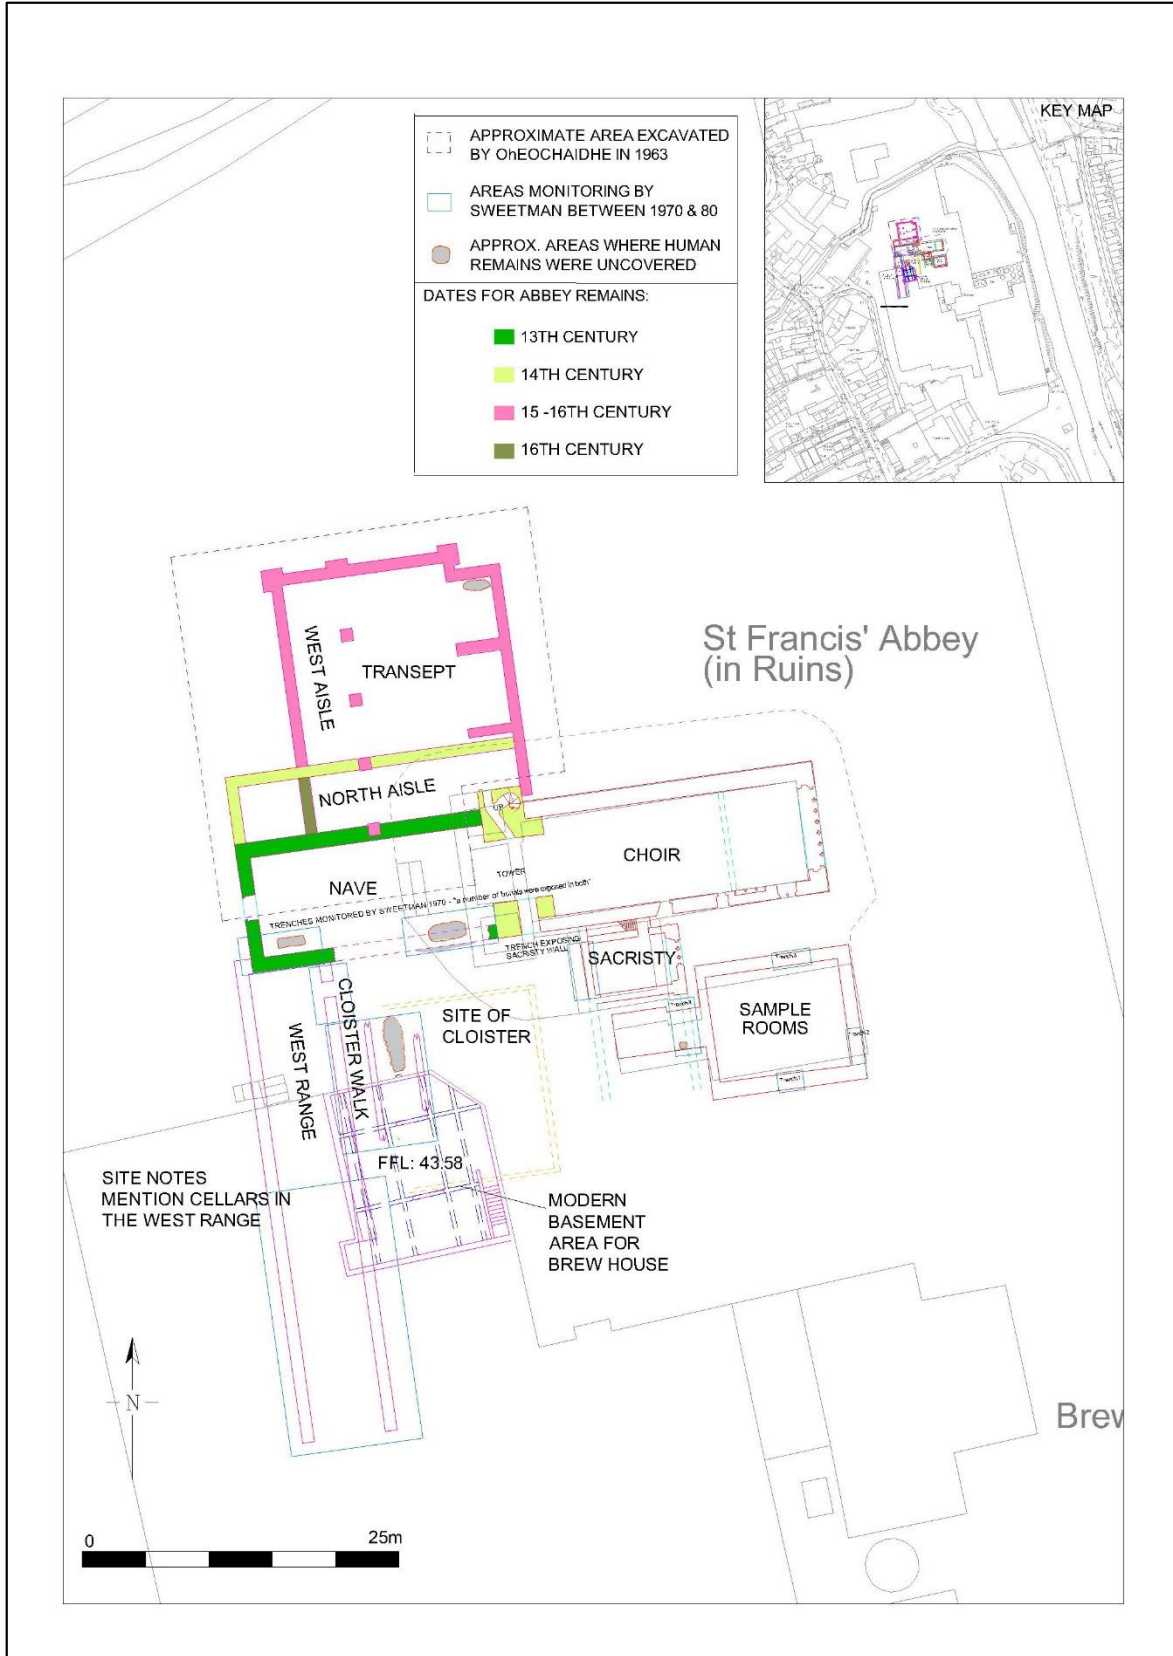 KEY MAP
APPROXIMATE AREA EXCAVATED
BY OhEOCHAIDHE IN 1963
AREAS MONITORING BY
SWEETMAN BETWEEN 1970 & 80
APPROX. AREAS WHERE HUMAN
REMAINS WERE UNCOVERED
DATES FOR ABBEY REMAINS:
13TH CENTURY
14TH CENTURY
15 -16TH CENTURY
16TH CENTURY
St Francis' Abbey
(in Ruins)
WEST AISLE
TRANSEPT
NORTH AISLE
UP
CHOIR
TOWER
NAVE
TRENCHES MONITORED BY SWEETMAN 1970 - "a number of burials were exposed in both"
TRENCH EXPOSING
SACRISTY WALL
SACRISTY
CLOISTER WALK
SITE OF
CLOISTER
SAMPLE
ROOMS
WEST RANGE
FFL: 43.58
SITE NOTES
MENTION CELLARS IN
THE WEST RANGE
MODERN
BASEMENT
AREA FOR
BREW HOUSE
N
Brew
0
25m